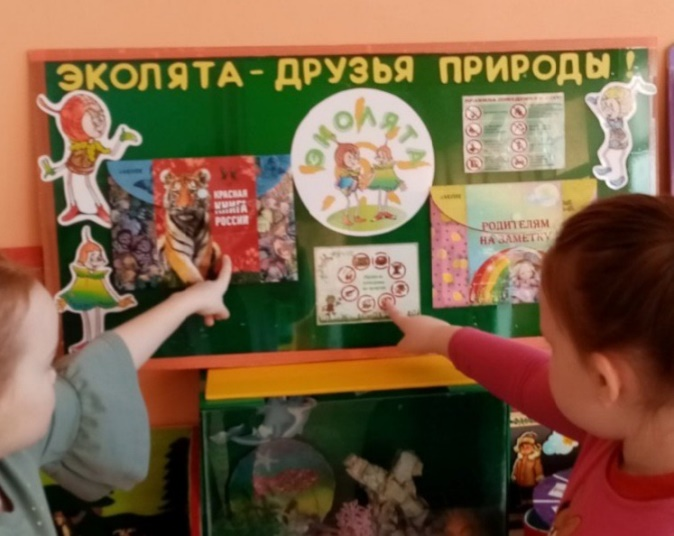 ЭКОЛЯТА - ДРУЗЬЯ ПРИРОДЫ!
ЭКОЛЯТА
КРАСНАЯ
КНИГА
РОССИИ
РОДИТЕЛЯМ
НА ЗАМЕТКУ